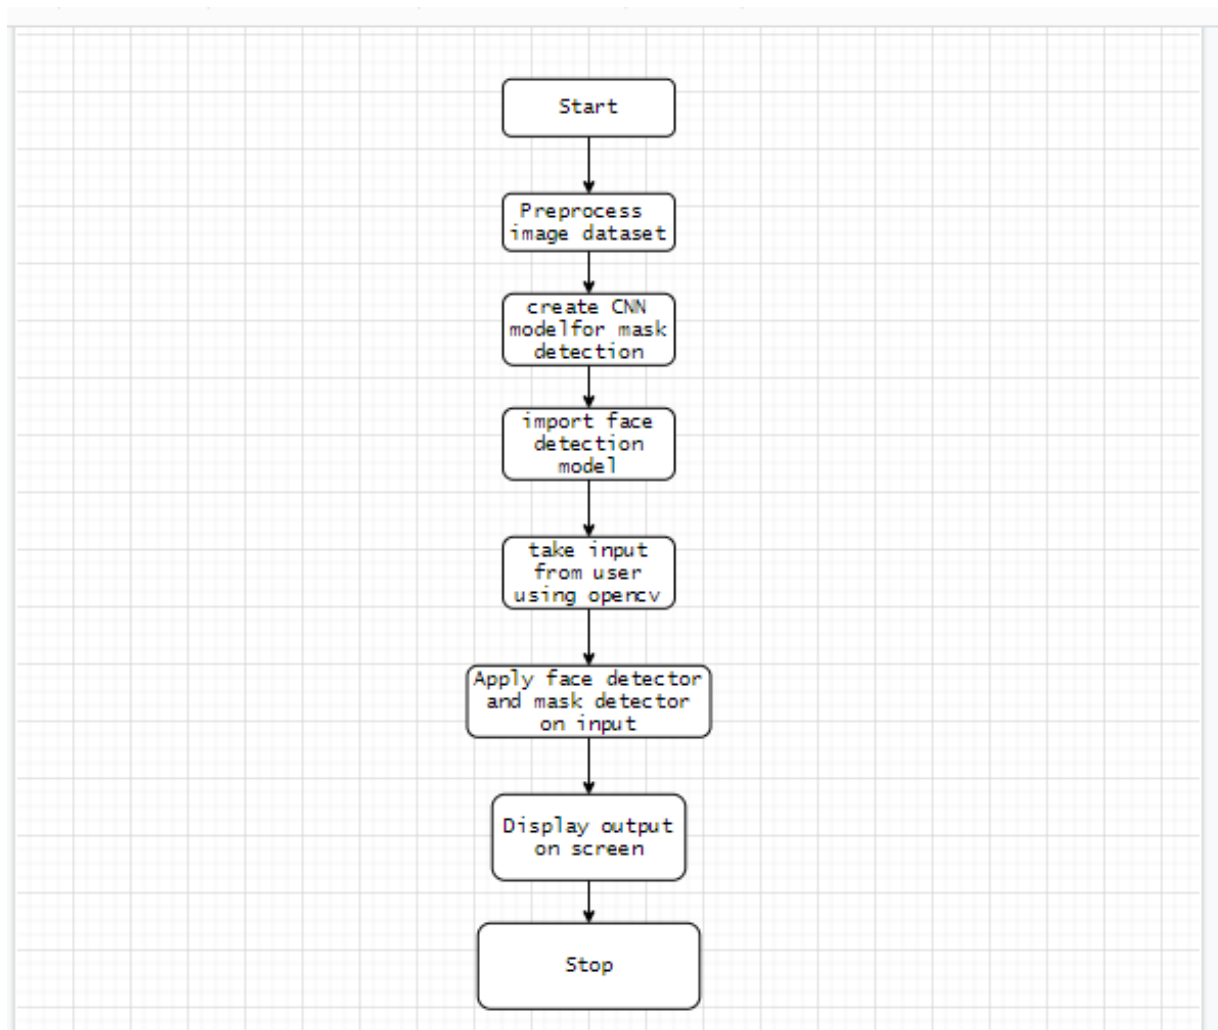 Start
Preprocess
image dataset
create CNN
modelfor mask
detection
import face
detection
model
take input
from user
using opencv
Apply face detector
and mask detector
on input
Display output
on screen
Stop